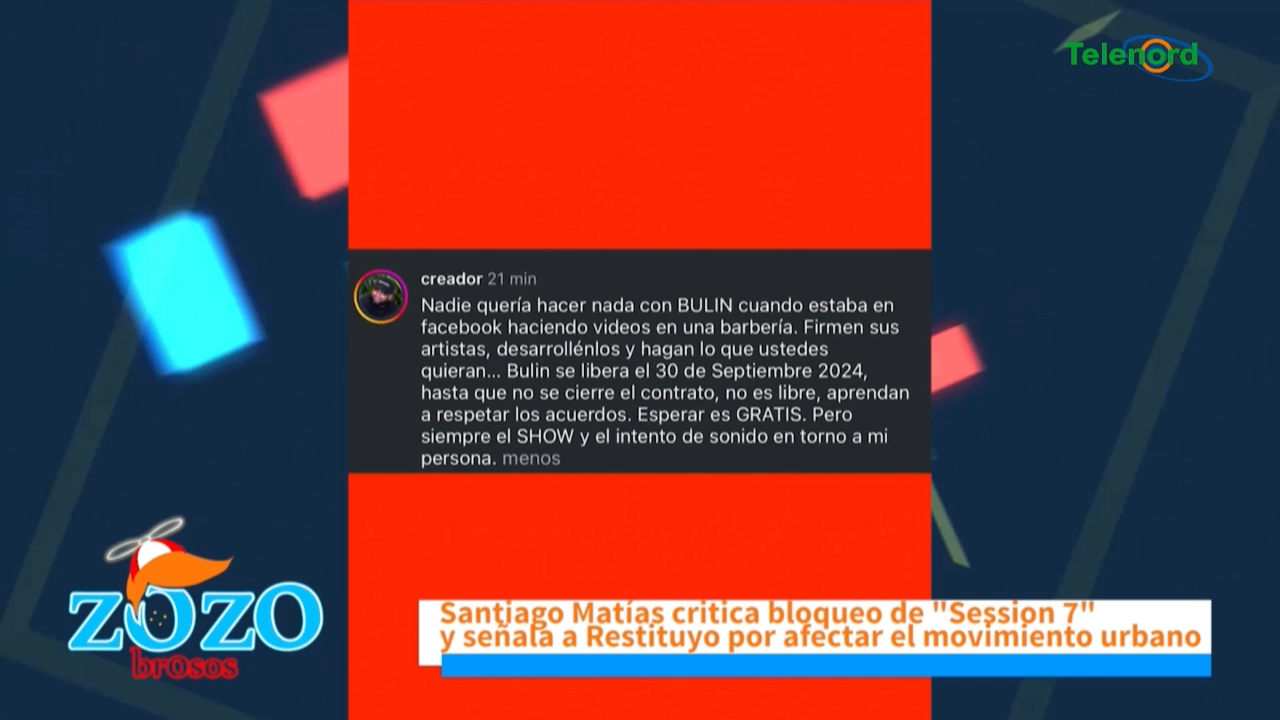 Telenord
creador 21 min
Nadie quería hacer nada con BULIN cuando estaba en
facebook haciendo videos en una barbería. Firmen sus
artistas, desarrollénlos y hagan lo que ustedes
quieran... Bulin se libera el 30 de Septiembre 2024,
hasta que no se cierre el contrato, no es libre, aprendan
a respetar los acuerdos. Esperar es GRATIS. Pero
siempre el SHOW y el intento de sonido en torno a mi
persona. menos
ZOZO
brosos
Santiago Matías critica bloqueo de "Session 7"
y señala a Restituyo por afectar el movimiento urbano